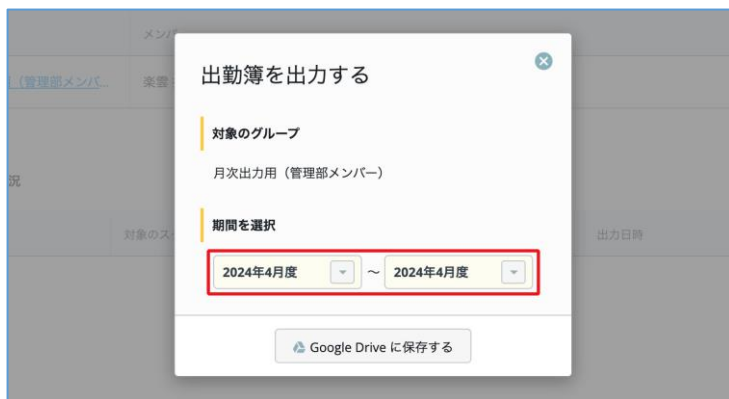 メンバ
出勤簿を出力する
対象のグループ
（管理部メンバ...
楽雲
月次出力用（管理部メンバー）
況
期間を選択
対象のス
出力日時
2024年4月度 ～ 2024年4月度
Google Drive に保存する